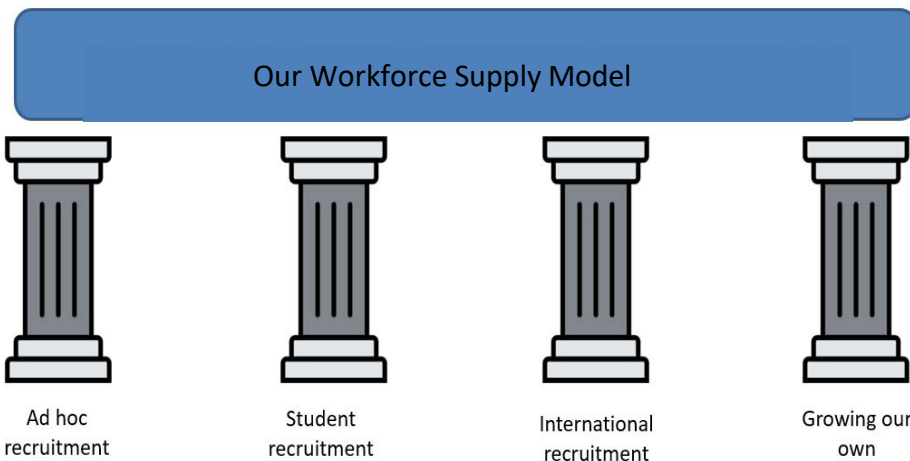 Our Workforce Supply Model
Ad hoc
recruitment
Student
recruitment
International
recruitment
Growing our
own